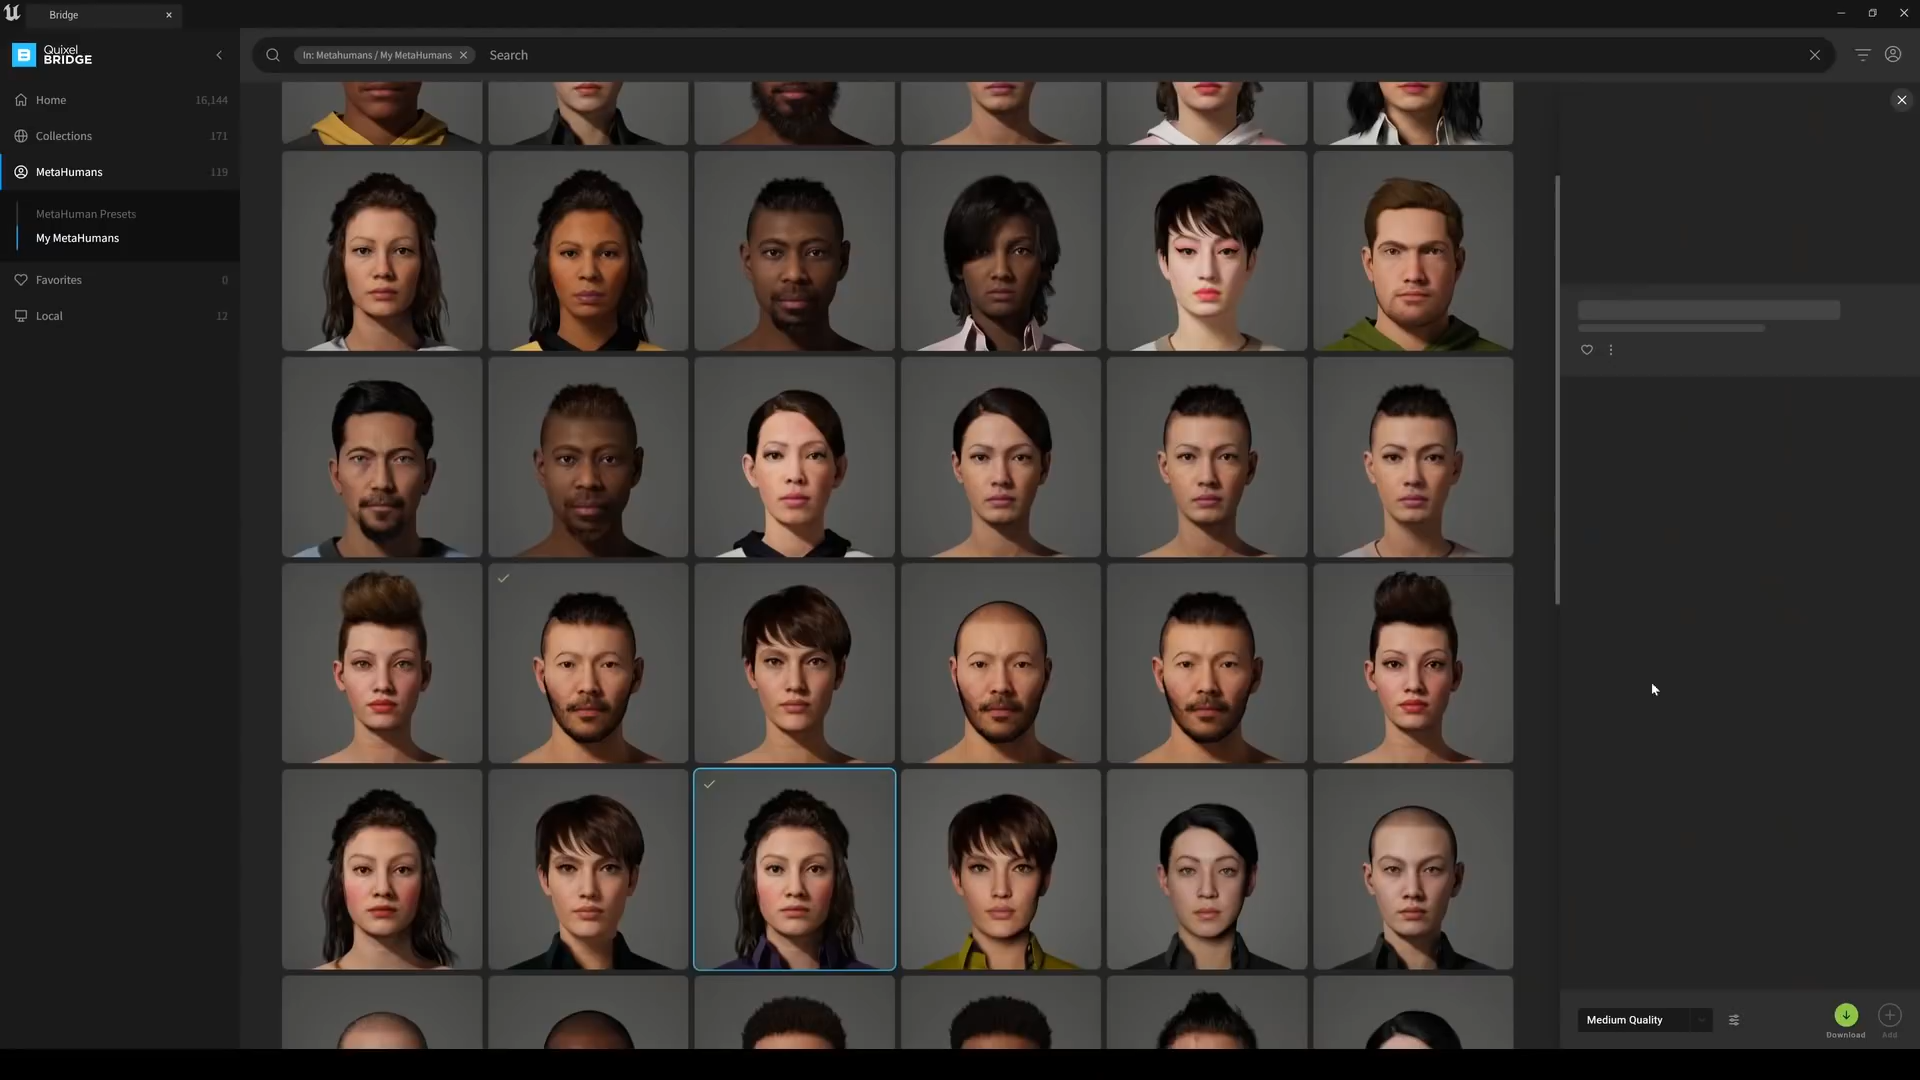 Bridge
Quixel
BRIDGE
In: Metahumans / My MetaHumans
Search
Home 16,144
Collections 171
MetaHumans 119
MetaHuman Presets
My MetaHumans
Favorites 0
Local 12
Medium Quality
Download
Add